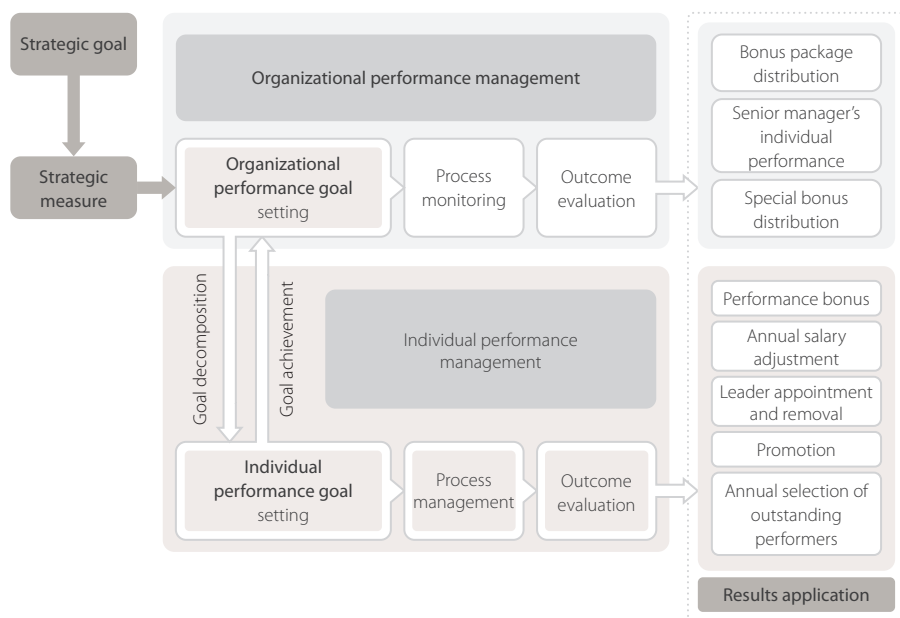 Strategic goal
Strategic
measure
Organizational performance management
Organizational
performance goal
setting
Process
monitoring
Outcome
evaluation
Bonus package
distribution
Senior manager’s
individual
performance
Special bonus
distribution
Goal decomposition
Goal achievement
Individual performance
management
Individual
performance goal
setting
Process
management
Outcome
evaluation
Performance bonus
Annual salary
adjustment
Leader appointment
and removal
Promotion
Annual selection of
outstanding
performers
Results application